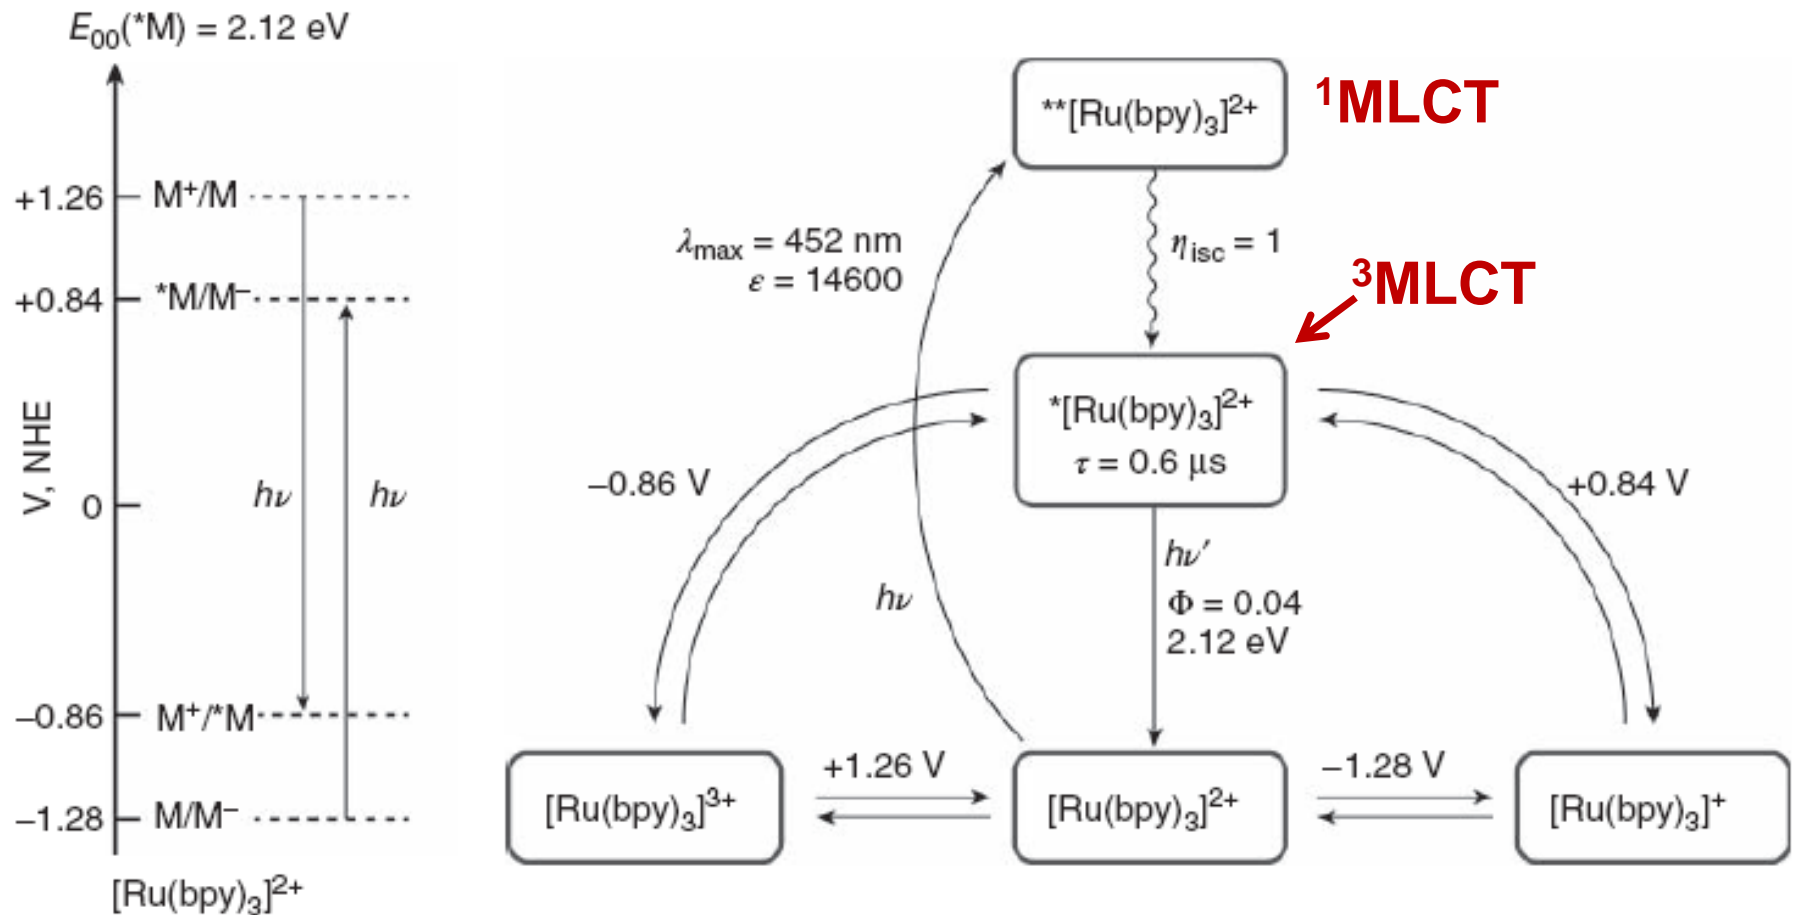 E₀₀(*M) = 2.12 eV
+1.26
M⁺/M
+0.84
*M/M⁻
V, NHE
0
hν
hν
−0.86
M⁺/*M
−1.28
M/M⁻
[Ru(bpy)₃]²⁺
**[Ru(bpy)₃]²⁺
¹MLCT
λmax = 452 nm
ε = 14600
ηisc = 1
³MLCT
*[Ru(bpy)₃]²⁺
τ = 0.6 μs
−0.86 V
+0.84 V
hν
hν′
Φ = 0.04
2.12 eV
+1.26 V
−1.28 V
[Ru(bpy)₃]³⁺
[Ru(bpy)₃]²⁺
[Ru(bpy)₃]⁺